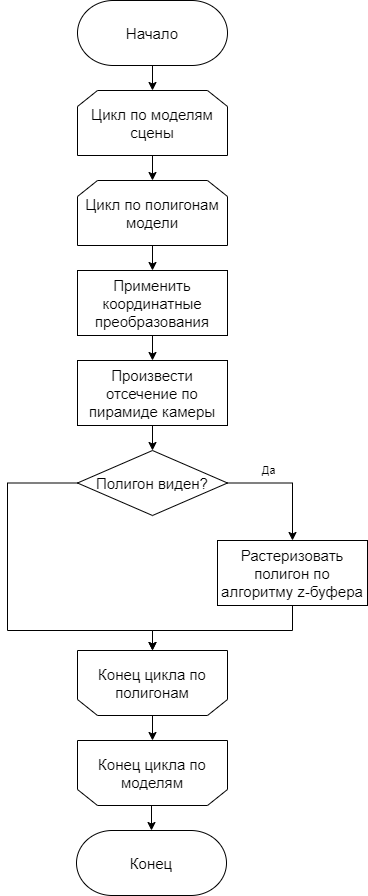 Начало
Цикл по моделям
сцены
Цикл по полигонам
модели
Применить
координатные
преобразования
Произвести
отсечение по
пирамиде камеры
Полигон виден?
Да
Растеризовать
полигон по
алгоритму z-буфера
Конец цикла по
полигонам
Конец цикла по
моделям
Конец